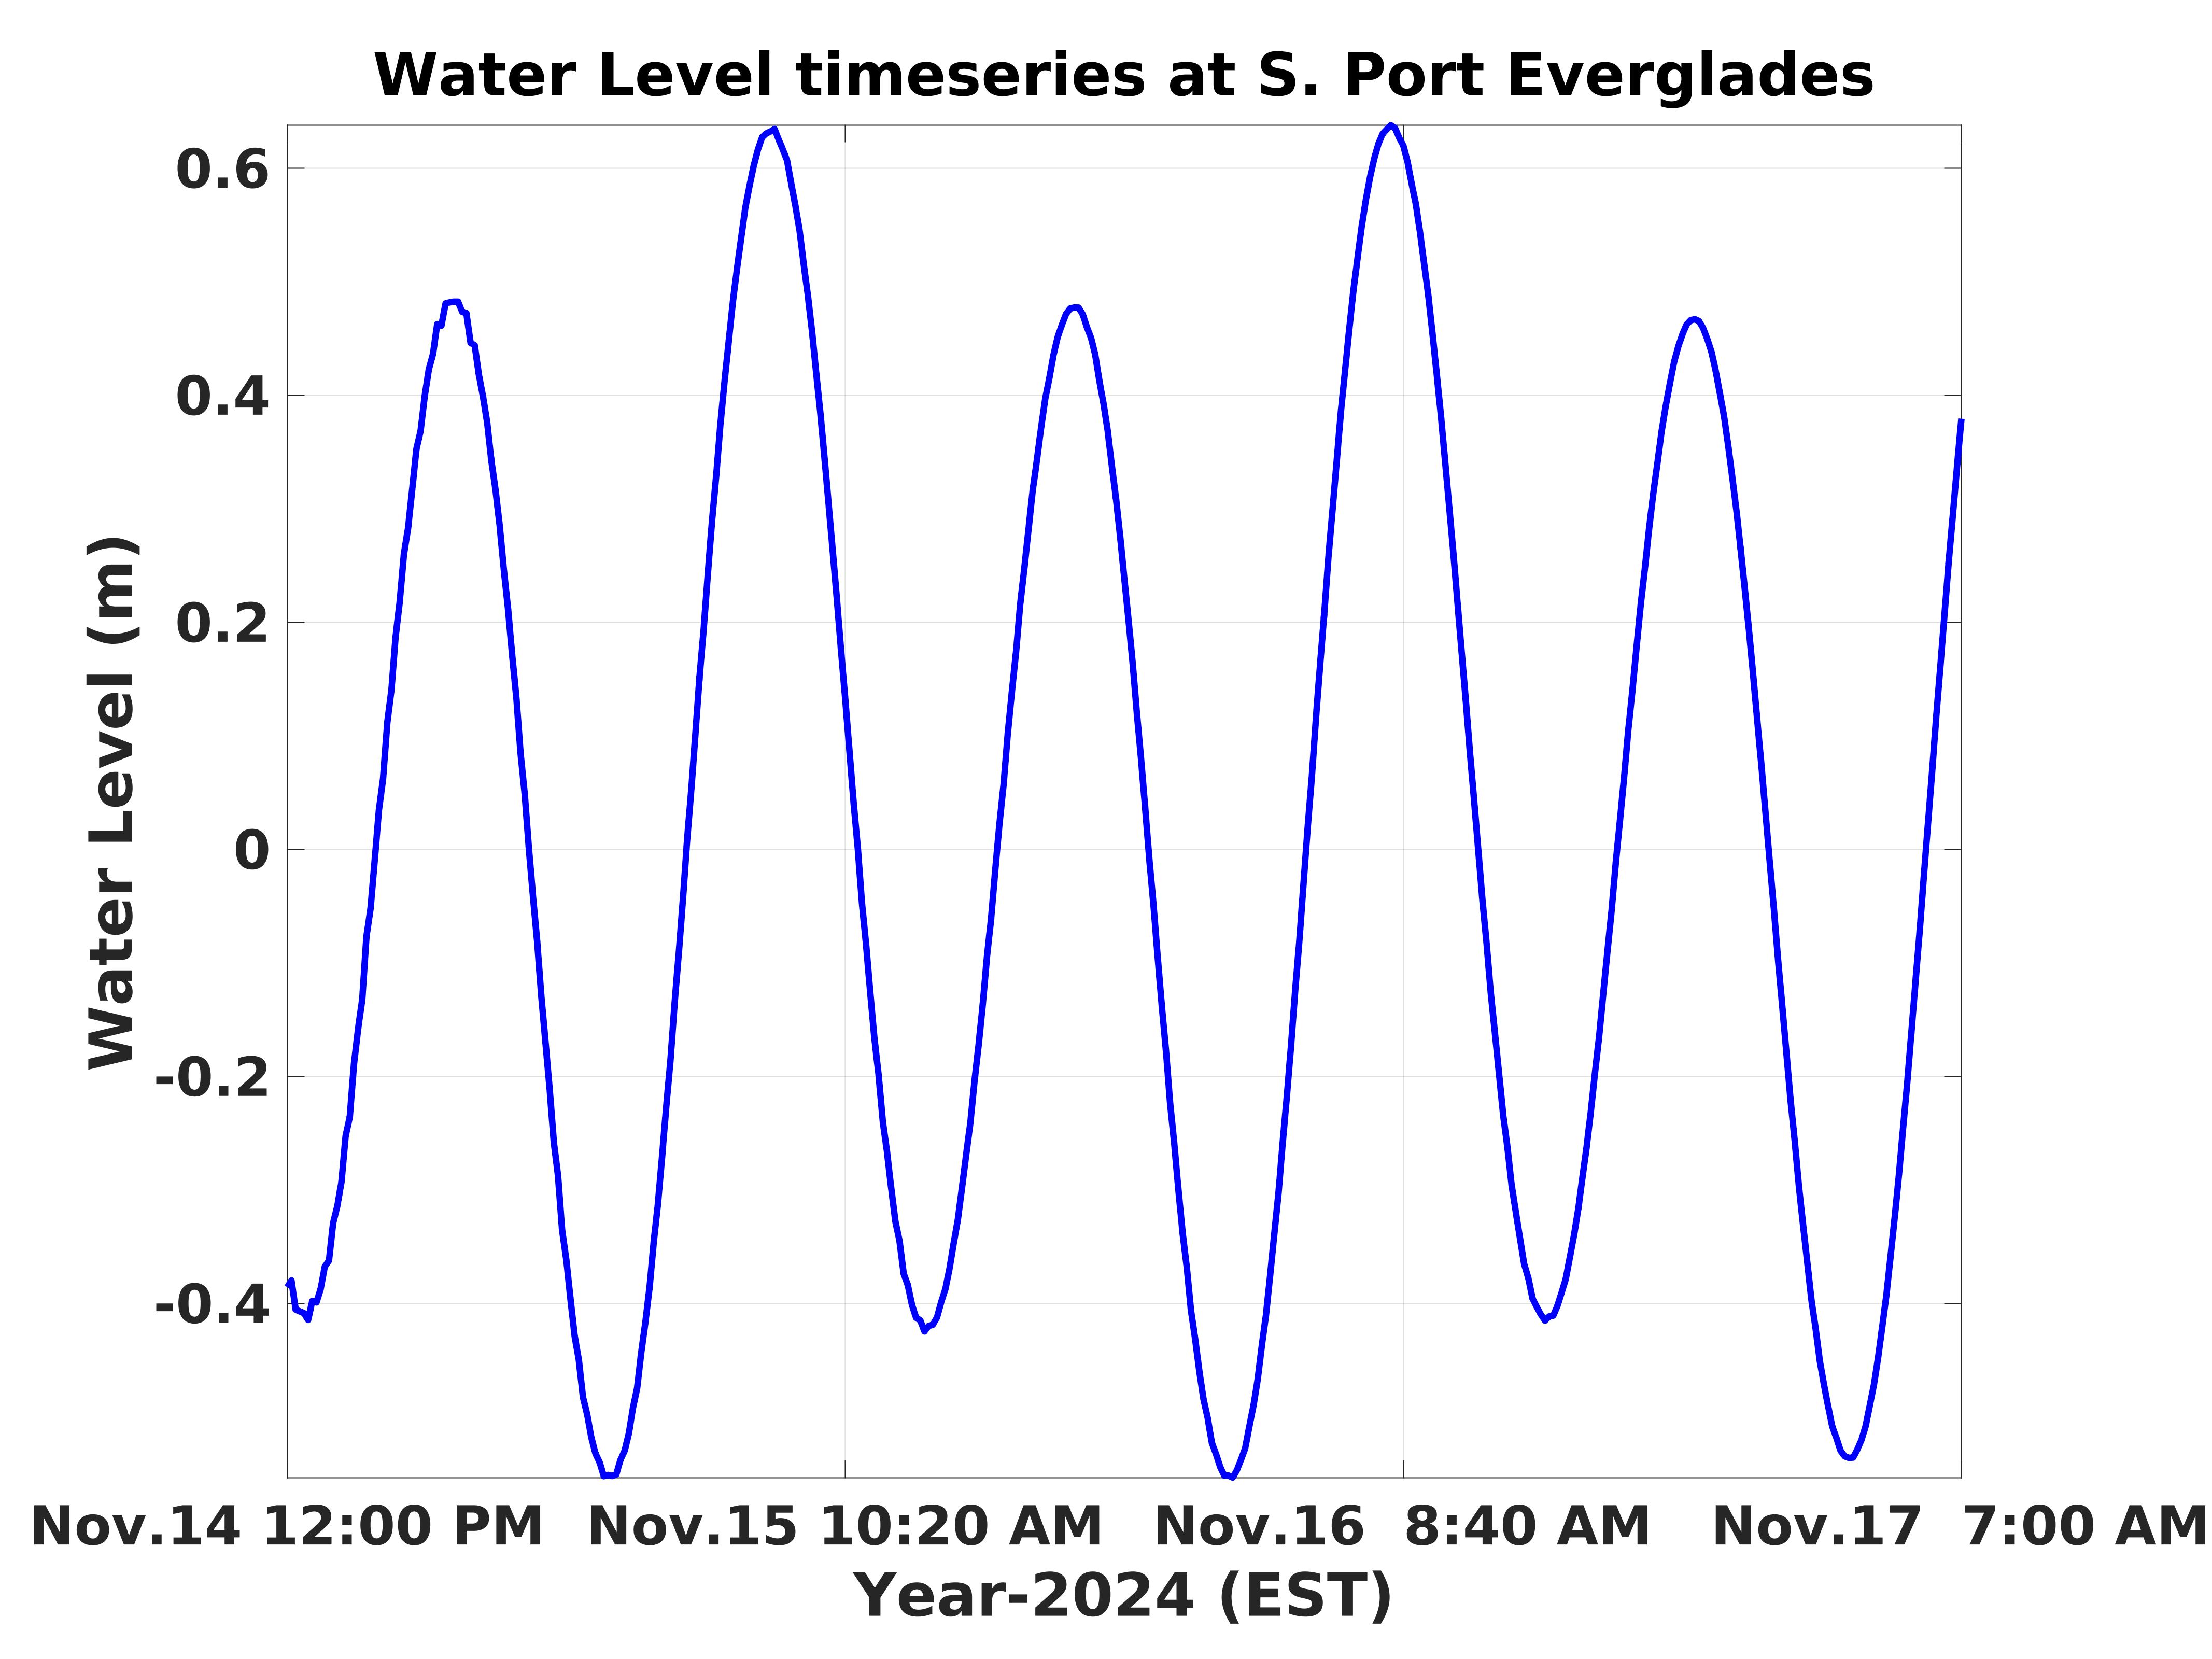 Water Level timeseries at S. Port Everglades
0.6
0.4
0.2
0
-0.2
-0.4
Water Level (m)
Nov.14 12:00 PM Nov.15 10:20 AM Nov.16 8:40 AM Nov.17 7:00 AM
Year-2024 (EST)